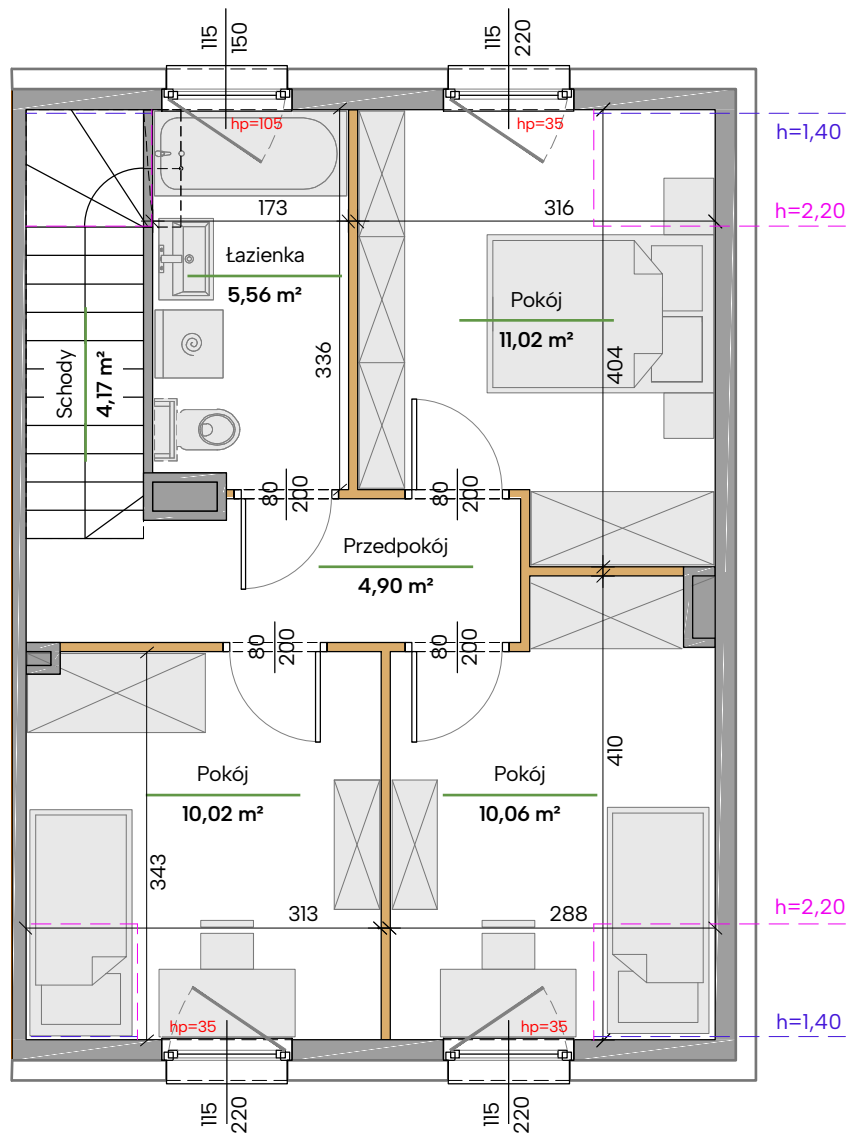 115
150
115
220
hp=105
hp=35
h=1,40
173
316
h=2,20
Łazienka
5,56 m²
Pokój
11,02 m²
336
404
Schody
4,17 m²
80
200
80
200
Przedpokój
4,90 m²
80
200
80
200
410
Pokój
10,02 m²
Pokój
10,06 m²
343
313
288
h=2,20
hp=35
hp=35
h=1,40
115
220
115
220